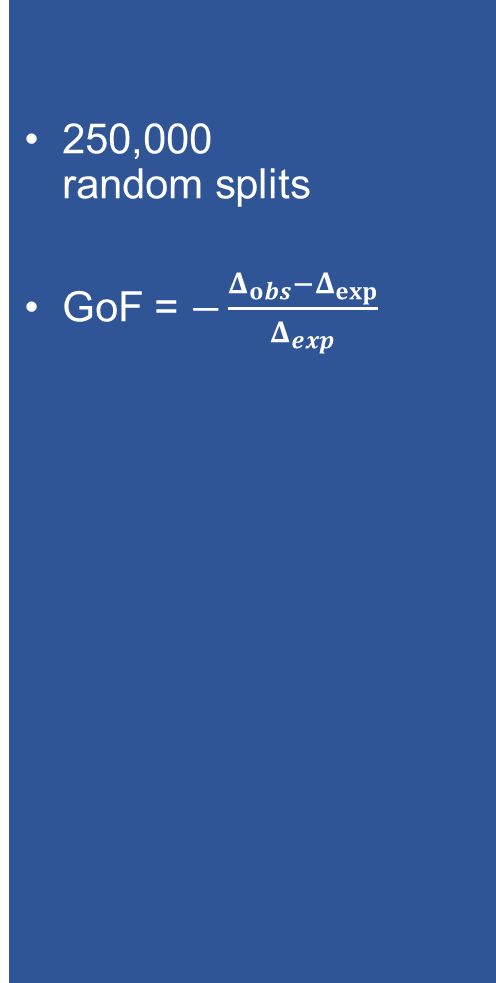 • 250,000
random splits
• GoF = − (Δobs−Δexp)/Δexp